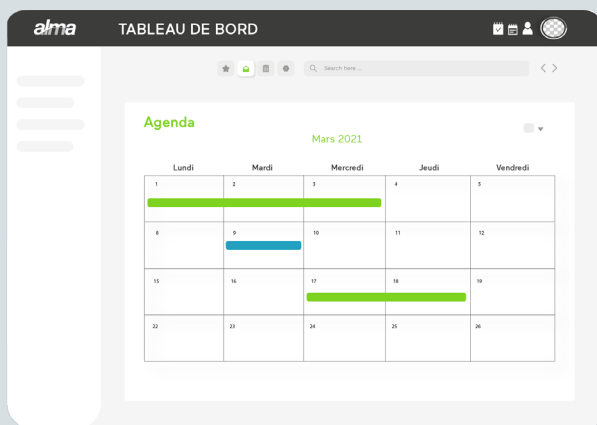 alma TABLEAU DE BORD
Search here ...
Agenda
Mars 2021
Lundi Mardi Mercredi Jeudi Vendredi
1 2 3 4 5
8 9 10 11 12
15 16 17 18 19
22 23 24 25 26